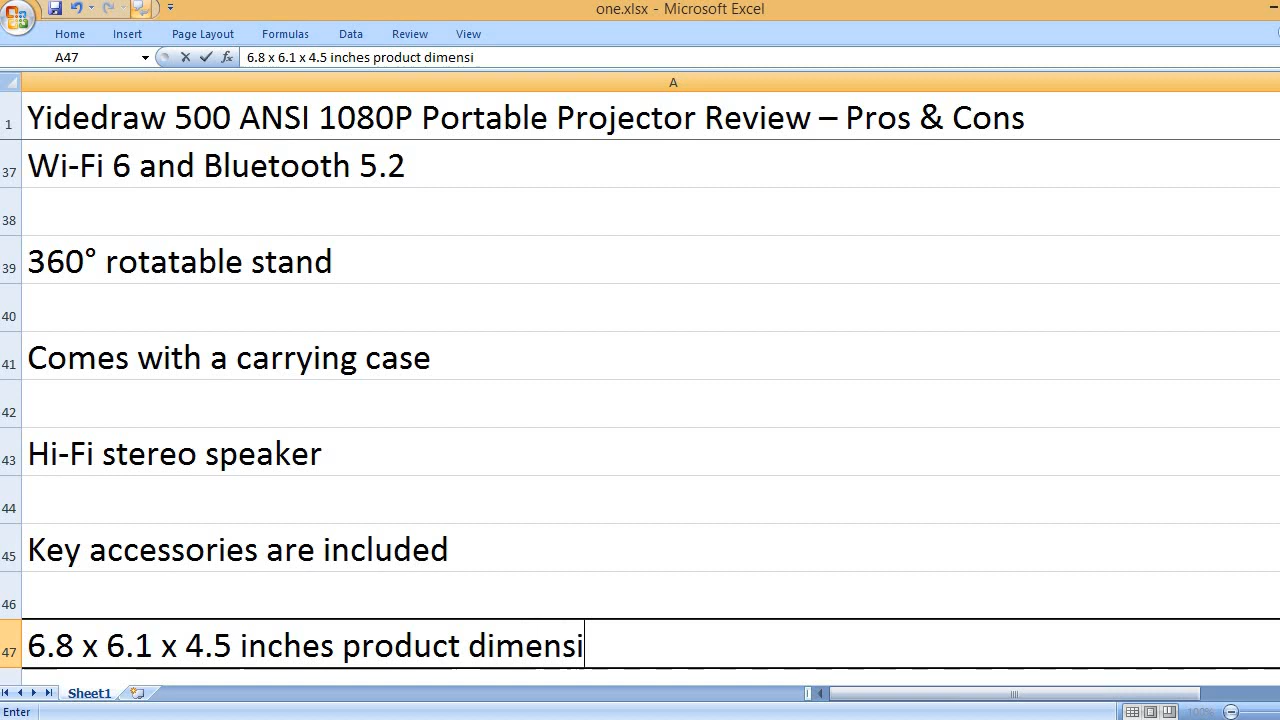 one.xlsx - Microsoft Excel
Home Insert Page Layout Formulas Data Review View
A47 fx 6.8 x 6.1 x 4.5 inches product dimensi
A
1 Yidedraw 500 ANSI 1080P Portable Projector Review – Pros & Cons
37 Wi-Fi 6 and Bluetooth 5.2
38
39 360° rotatable stand
40
41 Comes with a carrying case
42
43 Hi-Fi stereo speaker
44
45 Key accessories are included
46
47 6.8 x 6.1 x 4.5 inches product dimensi
Sheet1
Enter 100%